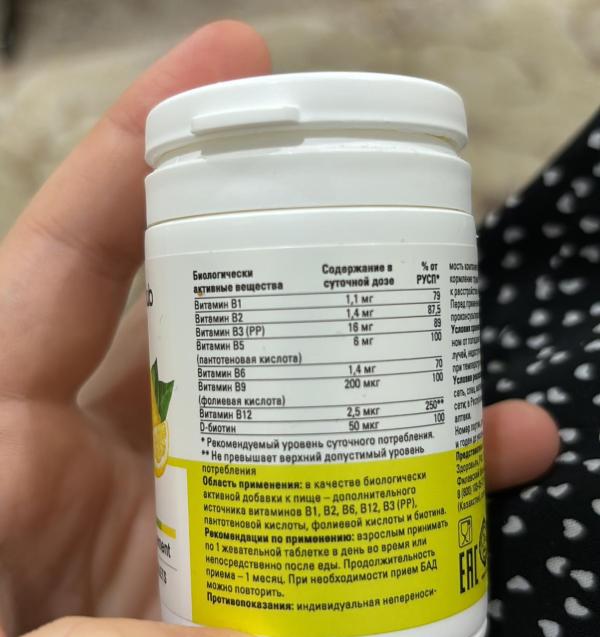 Биологически активные вещества Содержание в суточной дозе % от РУСП*
Витамин B1 1,1 мг 79
Витамин B2 1,4 мг 87,5
Витамин B3 (PP) 16 мг 89
Витамин B5 6 мг 100
(пантотеновая кислота)
Витамин B6 1,4 мг 70
Витамин B9 200 мкг 100
(фолиевая кислота)
Витамин B12 2,5 мкг 250**
D-биотин 50 мкг 100
* Рекомендуемый уровень суточного потребления.
** Не превышает верхний допустимый уровень
потребления
Область применения: в качестве биологически
активной добавки к пище – дополнительного
источника витаминов B1, B2, B6, B12, B3 (PP),
пантотеновой кислоты, фолиевой кислоты и биотина.
Рекомендации по применению: взрослым принимать
по 1 жевательной таблетке в день во время или
непосредственно после еды. Продолжительность
приема – 1 месяц. При необходимости прием БАД
можно повторить.
Противопоказания: индивидуальная непереноси-
EAC